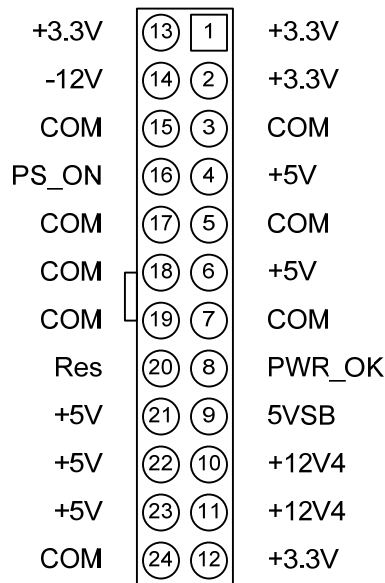 +3.3V 13 1 +3.3V
-12V 14 2 +3.3V
COM 15 3 COM
PS_ON 16 4 +5V
COM 17 5 COM
COM 18 6 +5V
COM 19 7 COM
Res 20 8 PWR_OK
+5V 21 9 5VSB
+5V 22 10 +12V4
+5V 23 11 +12V4
COM 24 12 +3.3V